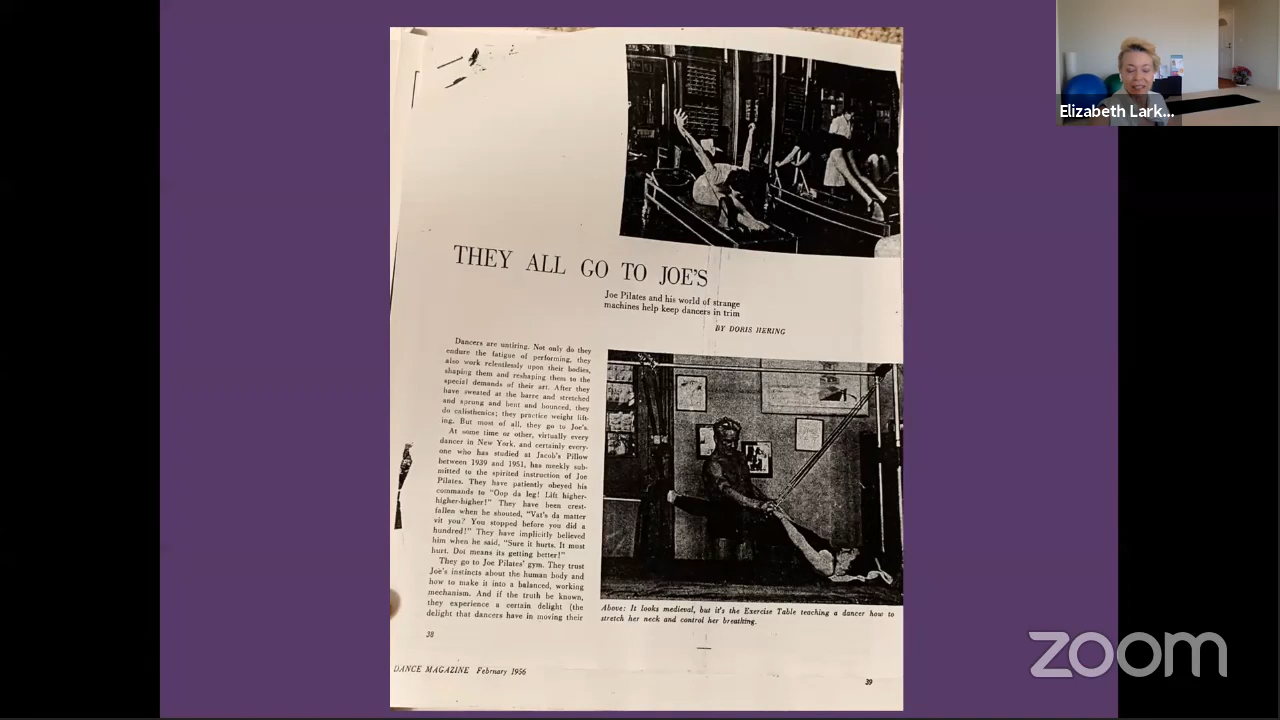 THEY ALL GO TO JOE'S
Joe Pilates and his world of strange
machines help keep dancers in trim
BY DORIS HERING
Dancers are untiring. Not only do they
endure the fatigue of performing, they
also work relentlessly upon their bodies,
shaping them and reshaping them to the
special demands of their art. After they
have sweated at the barre and stretched
and sprung and bent and bounced, they
do calisthenics; they practice weight lift-
ing. But most of all, they go to Joe's.
At some time or other, virtually every
dancer in New York, and certainly every-
one who has studied at Jacob's Pillow
between 1939 and 1951, has meekly sub-
mitted to the spirited instruction of Joe
Pilates. They have patiently obeyed his
commands to "Oop da leg! Lift higher-
higher-higher!" They have been crest-
fallen when he shouted, "Vat's da matter
vit you? You stopped before you did a
hundred!" They have implicitly believed
him when he said, "Sure it hurts. It must
hurt. Dot means its getting better!"
They go to Joe Pilates' gym. They trust
Joe's instincts about the human body and
how to make it into a balanced, working
mechanism. And if the truth be known,
they experience a certain delight (the
delight that dancers have in moving their
38
DANCE MAGAZINE February 1956
Above: It looks medieval, but it's the Exercise Table teaching a dancer how to
stretch her neck and control her breathing.
39
Elizabeth Lark...
zoom